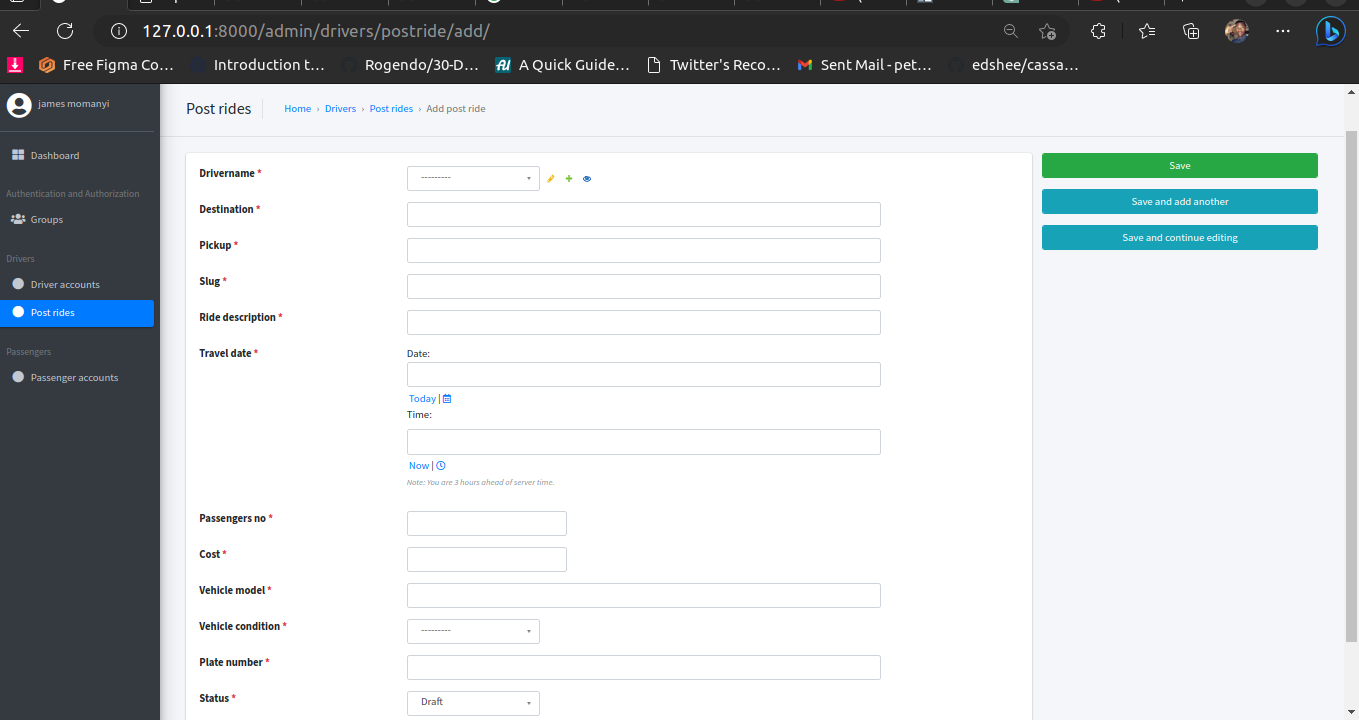 127.0.0.1:8000/admin/drivers/postride/add/
Free Figma Co...
Introduction t...
Rogendo/30-D...
A Quick Guide...
Twitter's Reco...
Sent Mail - pet...
edshee/cassa...
james momanyi
Dashboard
Authentication and Authorization
Groups
Drivers
Driver accounts
Post rides
Passengers
Passenger accounts
Post rides
Home › Drivers › Post rides › Add post ride
Drivername *
---------
Destination *
Pickup *
Slug *
Ride description *
Travel date *
Date:
Today |
Time:
Now |
Note: You are 3 hours ahead of server time.
Passengers no *
Cost *
Vehicle model *
Vehicle condition *
---------
Plate number *
Status *
Draft
Save
Save and add another
Save and continue editing